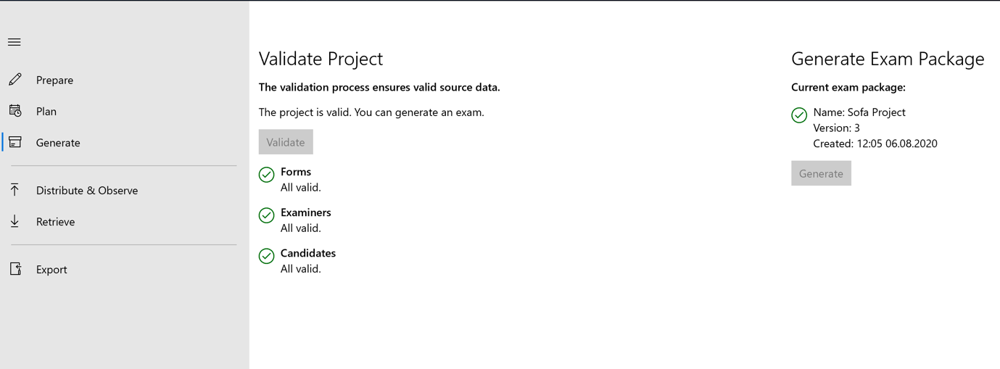 Prepare
Plan
Generate
Distribute & Observe
Retrieve
Export
Validate Project
The validation process ensures valid source data.
The project is valid. You can generate an exam.
Validate
Forms
All valid.
Examiners
All valid.
Candidates
All valid.
Generate Exam Package
Current exam package:
Name: Sofa Project
Version: 3
Created: 12:05 06.08.2020
Generate